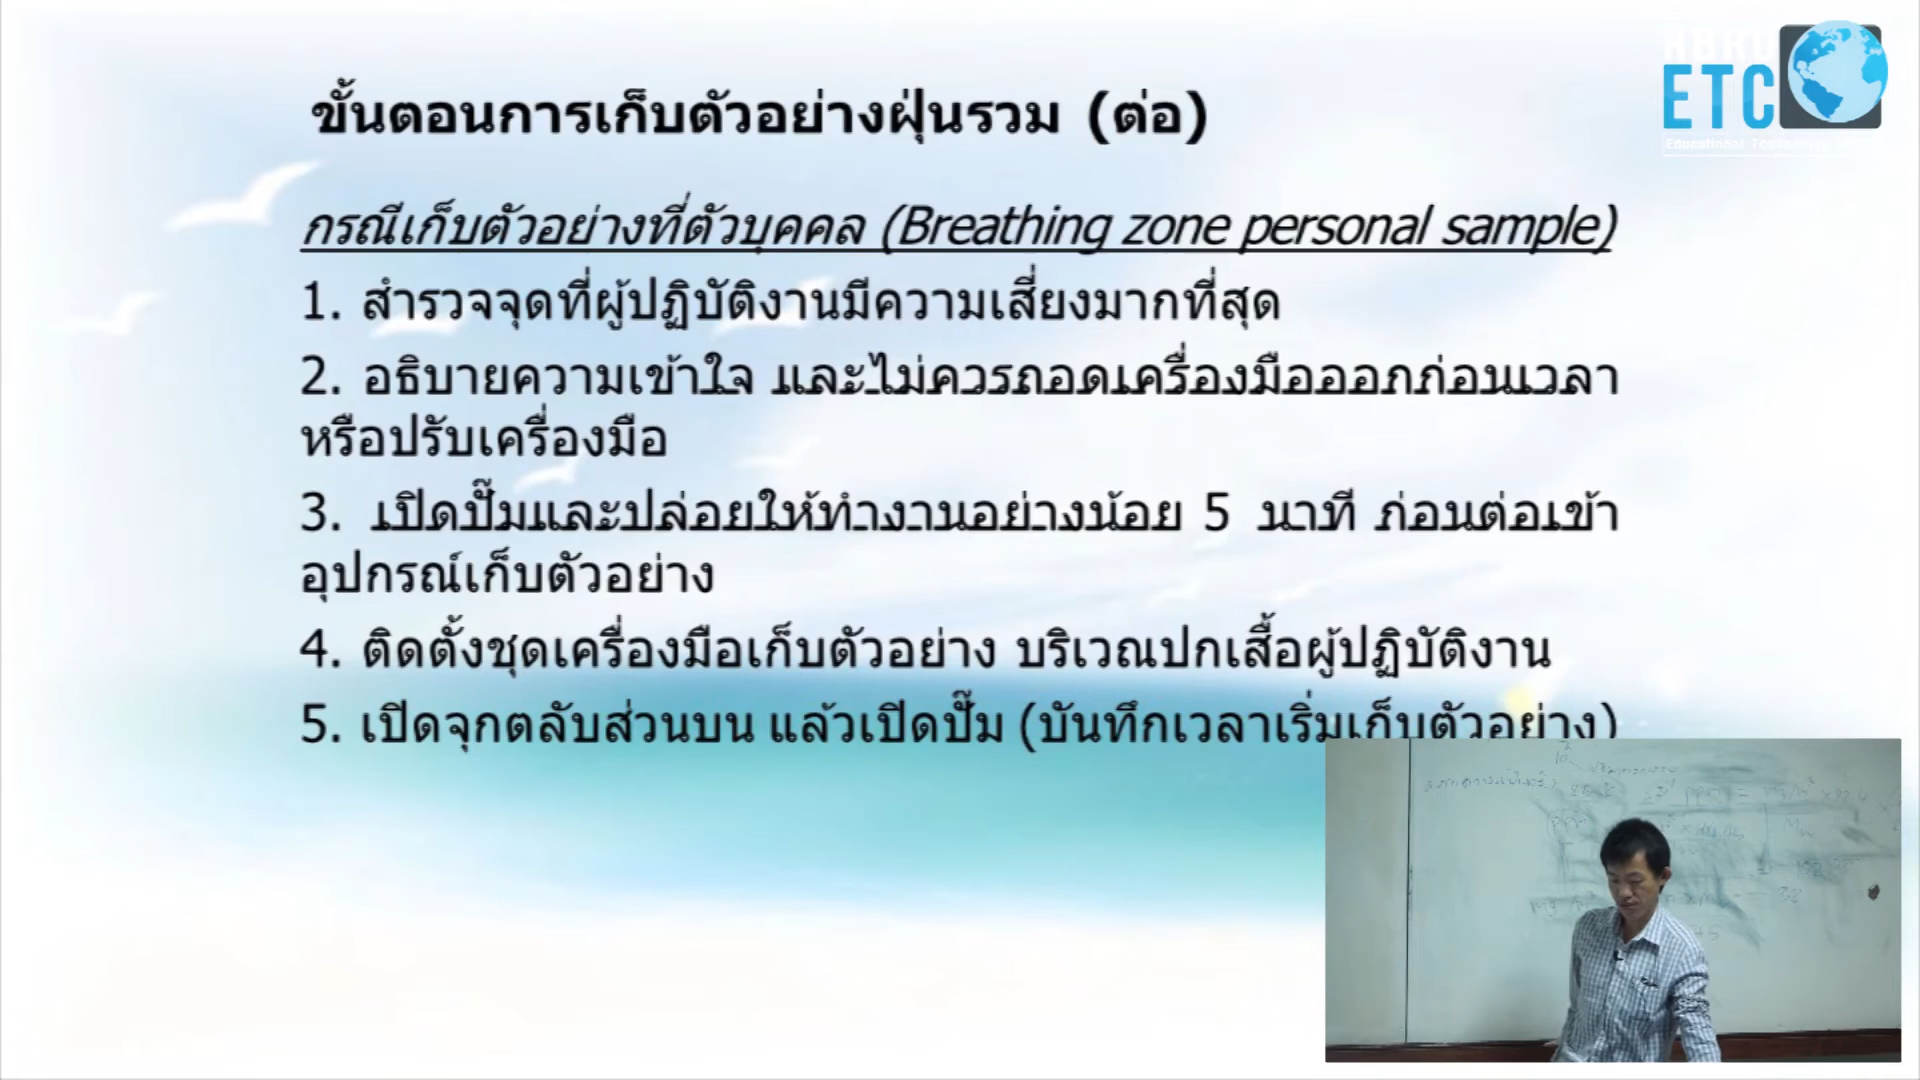 ETC
ขั้นตอนการเก็บตัวอย่างฝุ่นรวม (ต่อ)
กรณีเก็บตัวอย่างที่ตัวบุคคล (Breathing zone personal sample)
1. สำรวจจุดที่ผู้ปฏิบัติงานมีความเสี่ยงมากที่สุด
2. อธิบายความเข้าใจ และไม่ควรถอดเครื่องมือออกก่อนเวลา
หรือปรับเครื่องมือ
3. เปิดปั๊มและปล่อยให้ทำงานอย่างน้อย 5 นาที ก่อนต่อเข้า
อุปกรณ์เก็บตัวอย่าง
4. ติดตั้งชุดเครื่องมือเก็บตัวอย่าง บริเวณปกเสื้อผู้ปฏิบัติงาน
5. เปิดจุกตลับส่วนบน แล้วเปิดปั๊ม (บันทึกเวลาเริ่มเก็บตัวอย่าง)